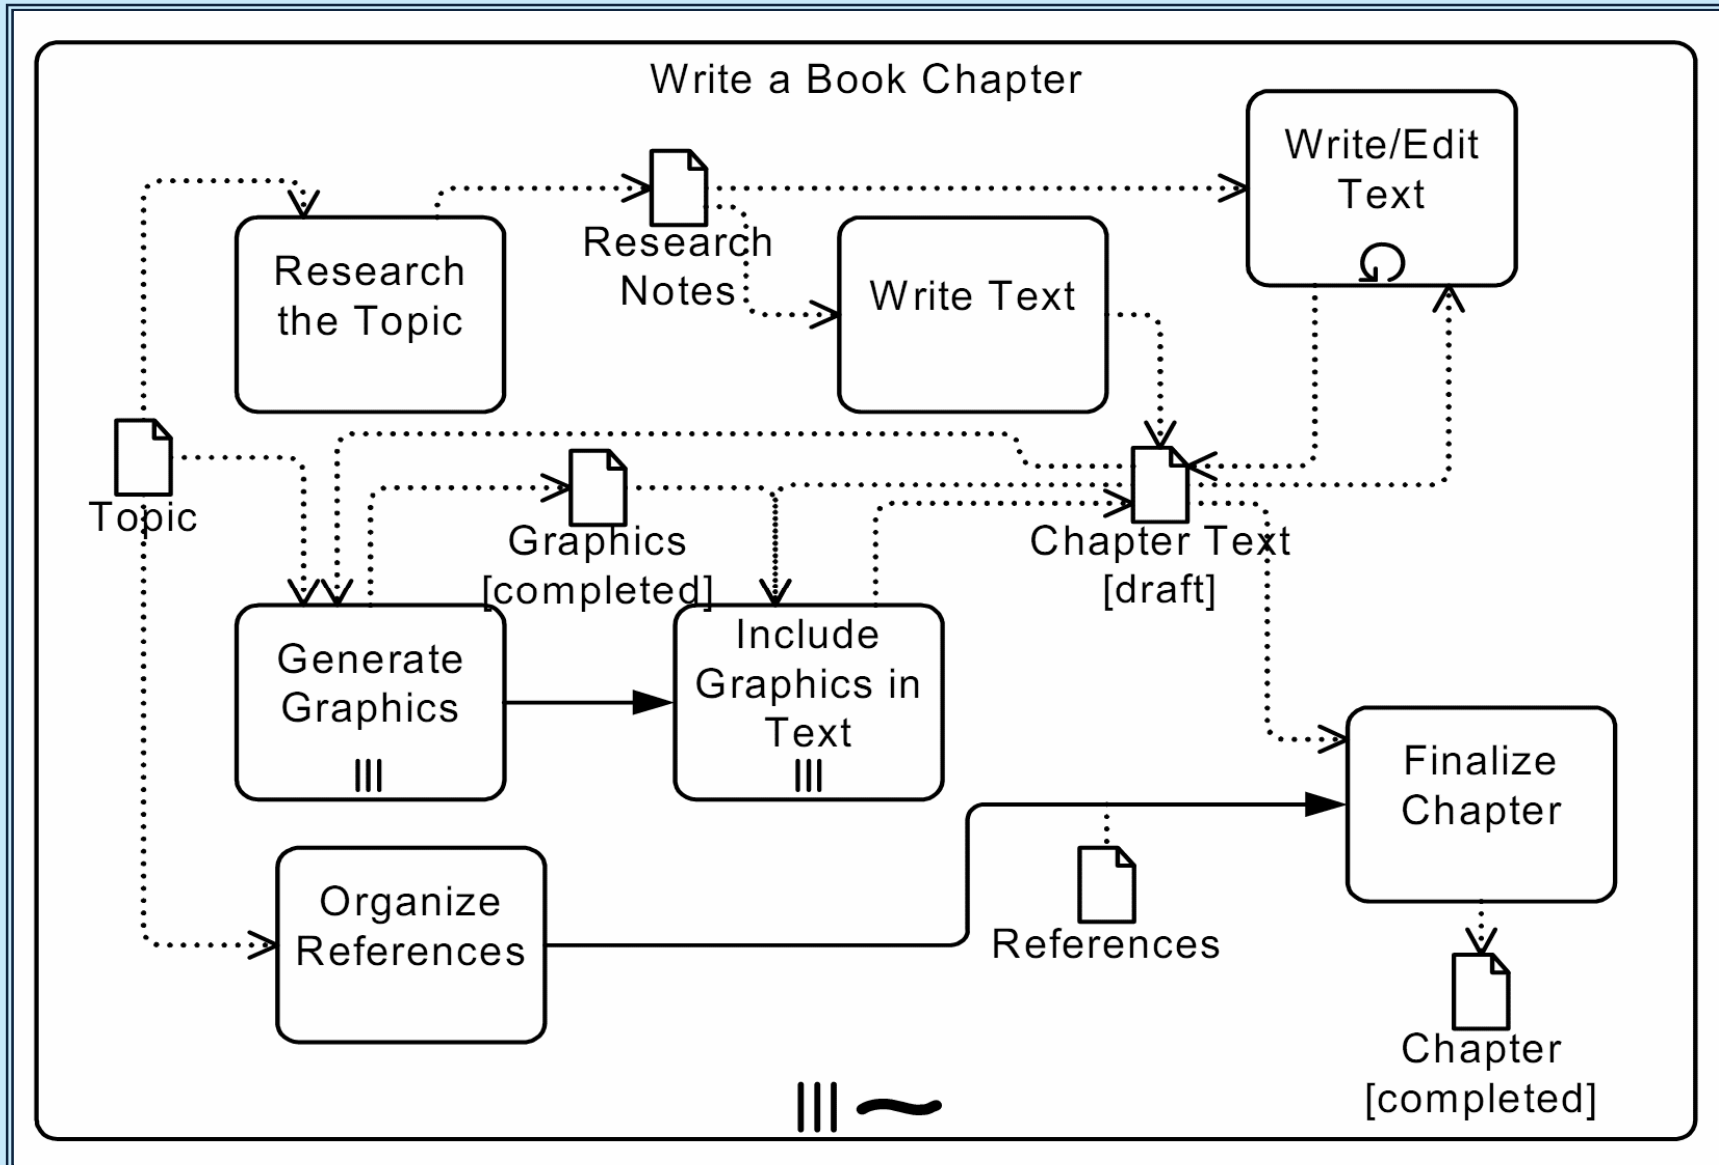 Write a Book Chapter
Write/Edit
Text
Research
Notes
Research
the Topic
Write Text
Topic
Graphics
[completed]
Chapter Text
[draft]
Generate
Graphics
Include
Graphics in
Text
Finalize
Chapter
Organize
References
References
Chapter
[completed]